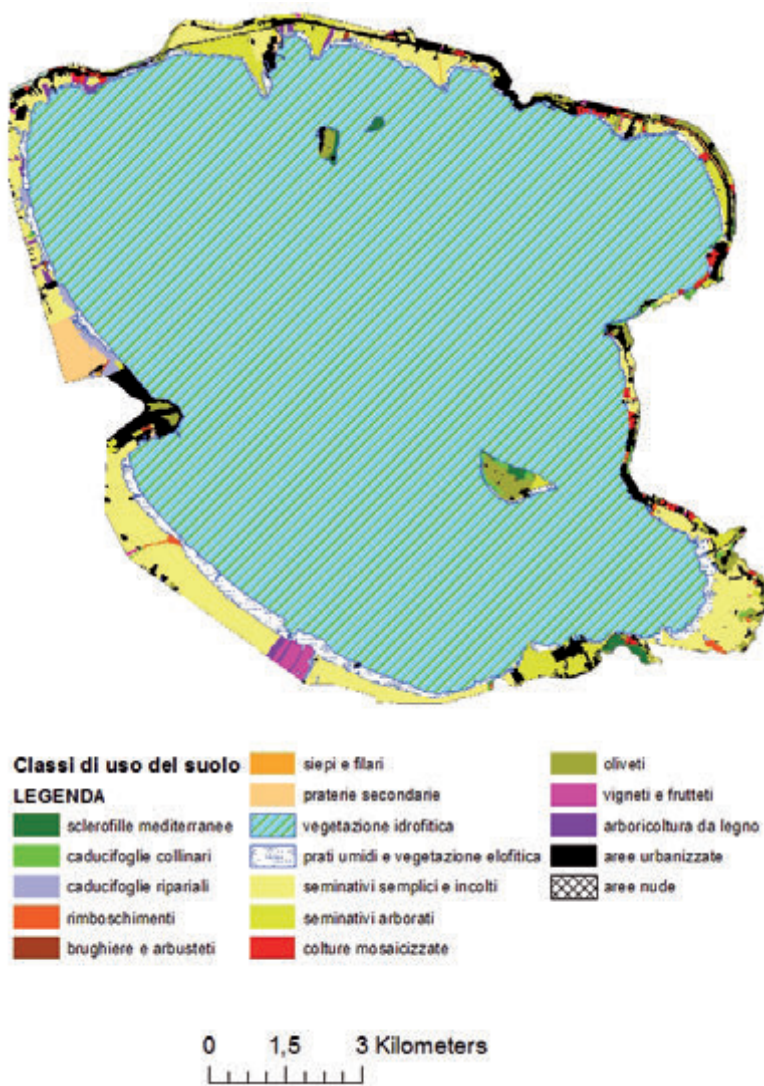 Classi di uso del suolo
LEGENDA
sclerofille mediterranee
caducifoglie collinari
caducifoglie ripariali
rimboschimenti
brughiere e arbusteti
siepi e filari
praterie secondarie
vegetazione idrofitica
prati umidi e vegetazione elofitica
seminativi semplici e incolti
seminativi arborati
colture mosaicizzate
oliveti
vigneti e frutteti
arboricoltura da legno
aree urbanizzate
aree nude
0 1,5 3 Kilometers